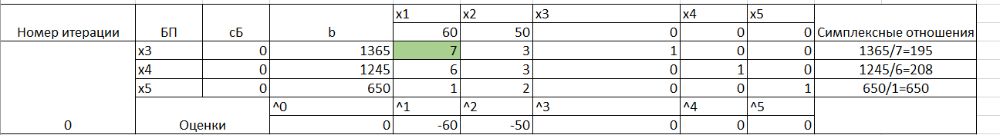 x1 x2 x3 x4 x5
Номер итерации БП сБ b 60 50 0 0 0 Симплексные отношения
x3 0 1365 7 3 1 0 0 1365/7=195
x4 0 1245 6 3 0 1 0 1245/6=208
x5 0 650 1 2 0 0 1 650/1=650
^0 ^1 ^2 ^3 ^4 ^5
0 Оценки 0 -60 -50 0 0 0